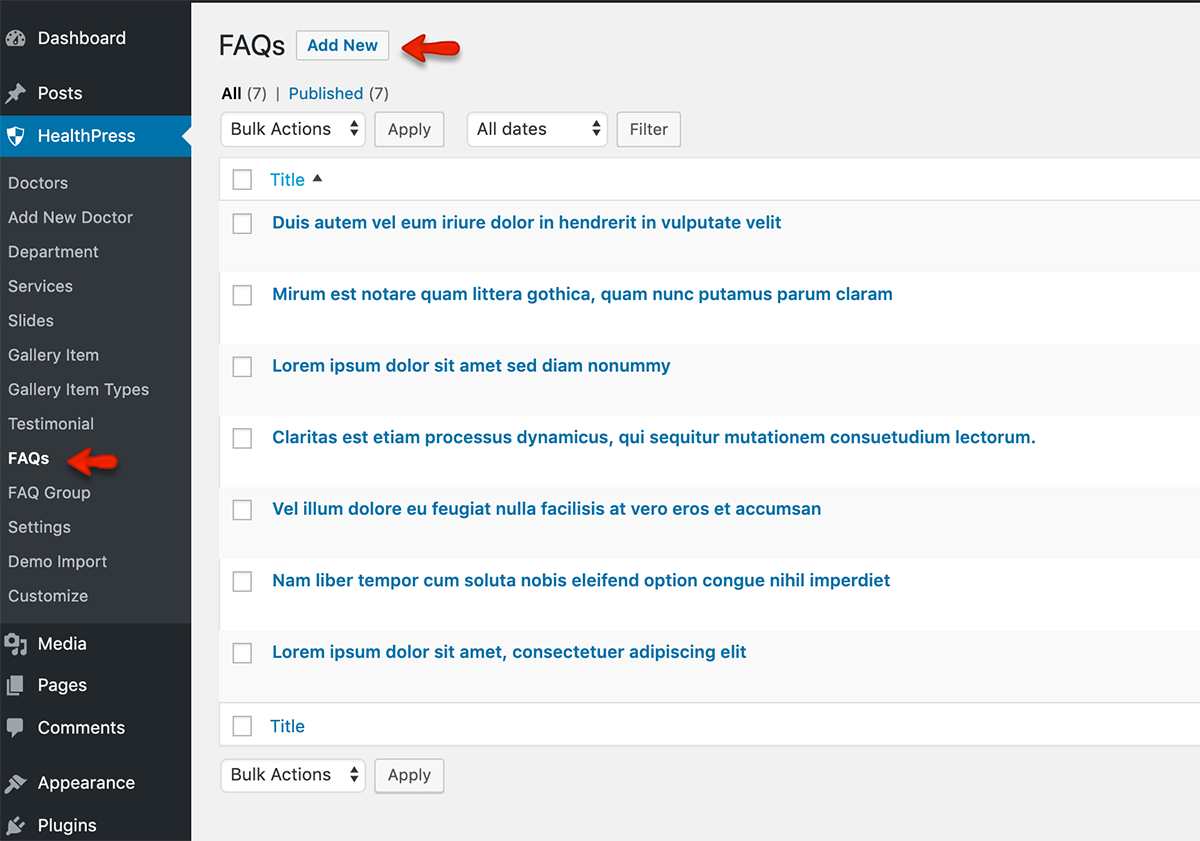 Dashboard
Posts
HealthPress
Doctors
Add New Doctor
Department
Services
Slides
Gallery Item
Gallery Item Types
Testimonial
FAQs
FAQ Group
Settings
Demo Import
Customize
Media
Pages
Comments
Appearance
Plugins
FAQs Add New
All (7) | Published (7)
Bulk Actions Apply All dates Filter
Title
Duis autem vel eum iriure dolor in hendrerit in vulputate velit
Mirum est notare quam littera gothica, quam nunc putamus parum claram
Lorem ipsum dolor sit amet sed diam nonummy
Claritas est etiam processus dynamicus, qui sequitur mutationem consuetudium lectorum.
Vel illum dolore eu feugiat nulla facilisis at vero eros et accumsan
Nam liber tempor cum soluta nobis eleifend option congue nihil imperdiet
Lorem ipsum dolor sit amet, consectetuer adipiscing elit
Title
Bulk Actions Apply